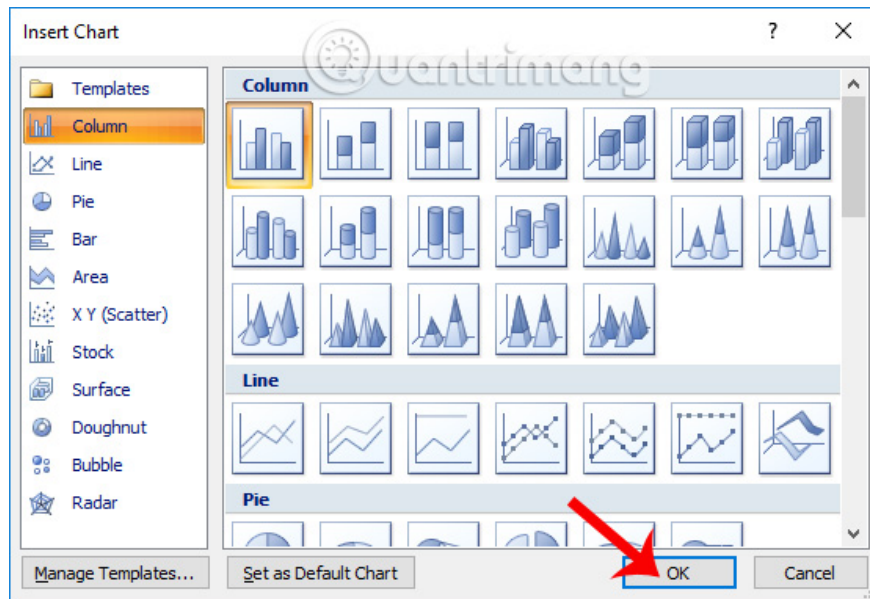 Insert Chart
Quantrimang
Templates
Column
Line
Pie
Bar
Area
X Y (Scatter)
Stock
Surface
Doughnut
Bubble
Radar
Column
Line
Pie
Manage Templates...
Set as Default Chart
OK
Cancel